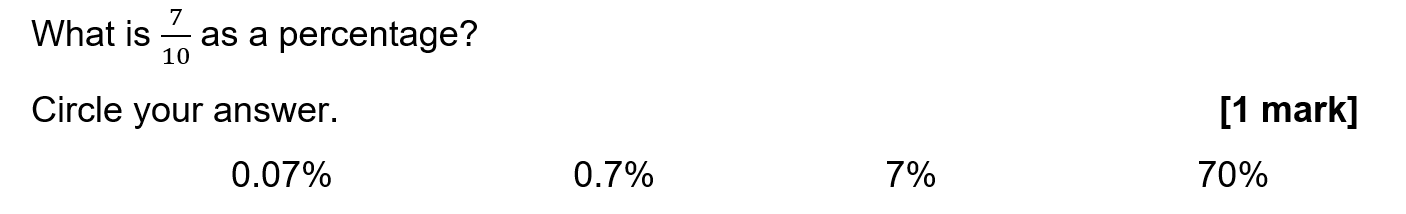 What is 7/10 as a percentage?
Circle your answer. [1 mark]
0.07% 0.7% 7% 70%